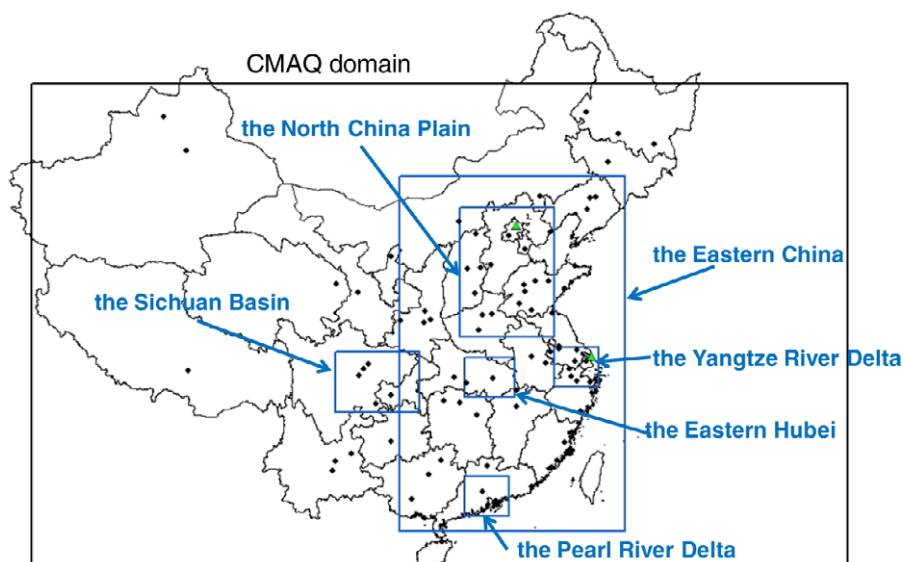 CMAQ domain
the North China Plain
the Eastern China
the Sichuan Basin
the Yangtze River Delta
the Eastern Hubei
the Pearl River Delta